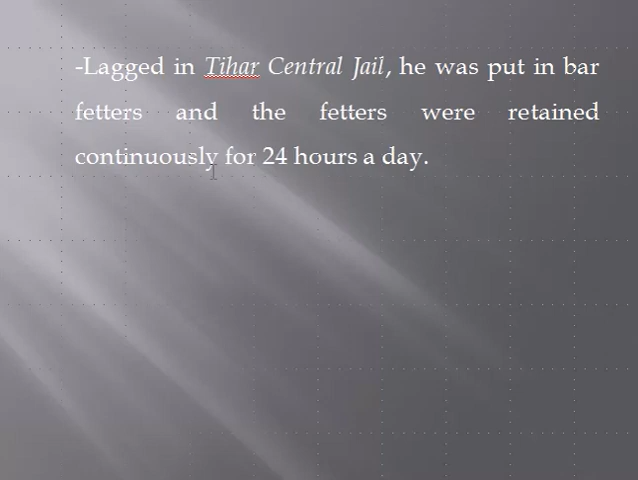 -Lagged in Tihar Central Jail, he was put in bar
fetters and the fetters were retained
continuously for 24 hours a day.